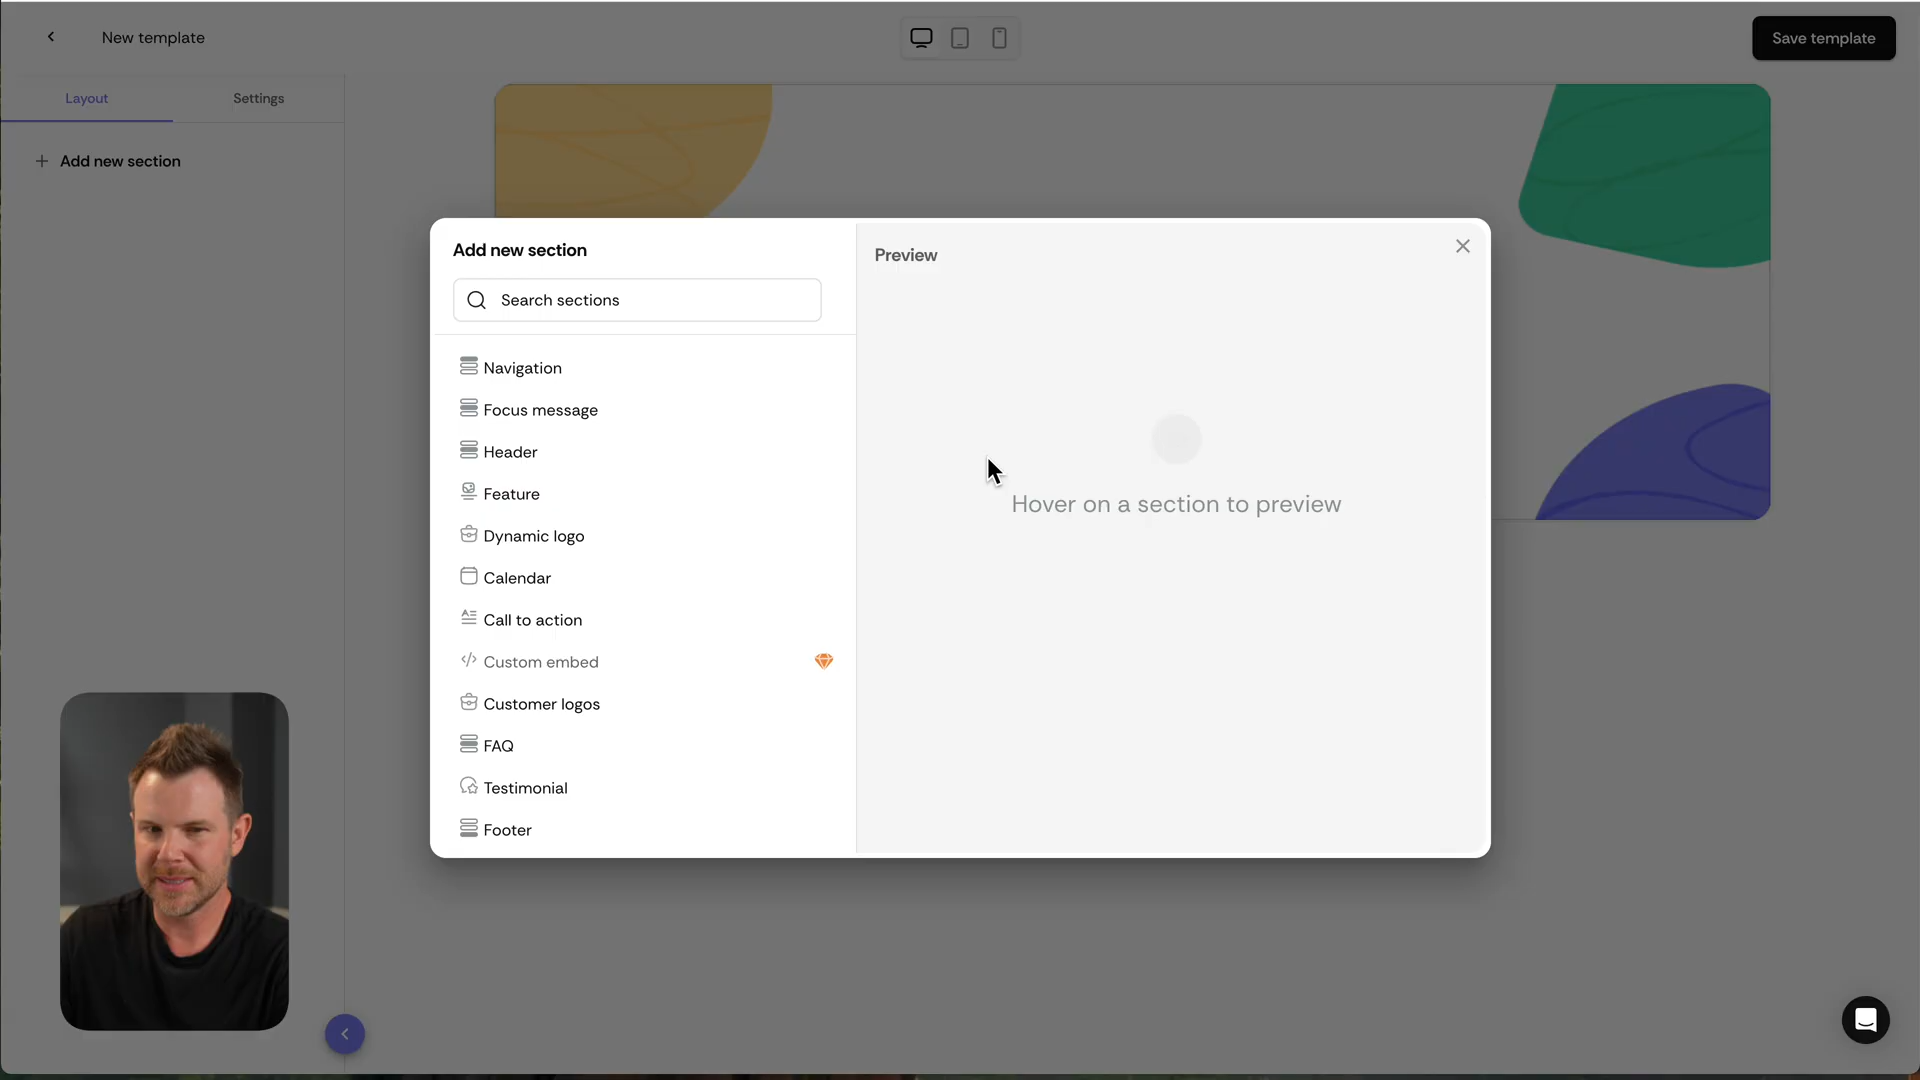 New template
Save template
Layout
Settings
Add new section
Add new section
Search sections
Navigation
Focus message
Header
Feature
Dynamic logo
Calendar
Call to action
Custom embed
Customer logos
FAQ
Testimonial
Footer
Preview
Hover on a section to preview